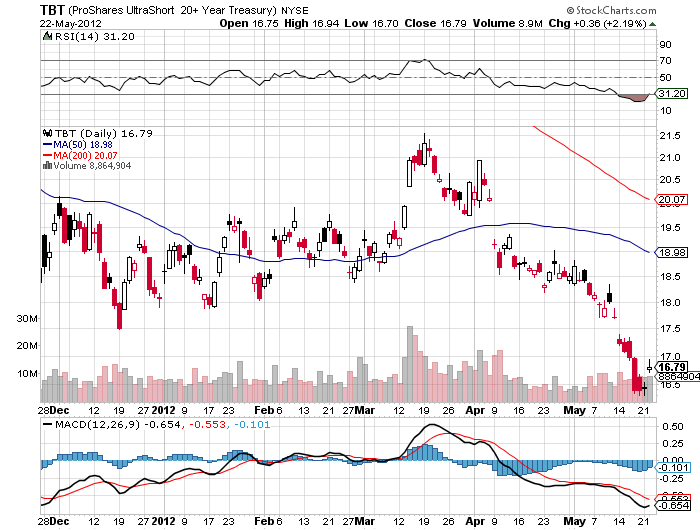 TBT (ProShares UltraShort 20+ Year Treasury) NYSE © StockCharts.com
22-May-2012 Open 16.75 High 16.94 Low 16.70 Close 16.79 Volume 8.9M Chg +0.36 (+2.19%)
RSI(14) 31.20
90
70
50
31.20
10
TBT (Daily) 16.79
MA(50) 18.98
MA(200) 20.07
Volume 8,864,904
21.5
21.0
20.5
20.07
19.5
18.98
18.5
18.0
17.5
17.0
16.79
8864904
16.5
30M
20M
10M
28 Dec 12 19 27 2012 9 17 23 Feb 6 13 21 27 Mar 12 19 26 Apr 9 16 23 May 7 14 21
MACD(12,26,9) -0.654, -0.553, -0.101
0.50
0.25
0.00
-0.101
-0.25
-0.553
-0.654
28 Dec 12 19 27 2012 9 17 23 Feb 6 13 21 27 Mar 12 19 26 Apr 9 16 23 May 7 14 21